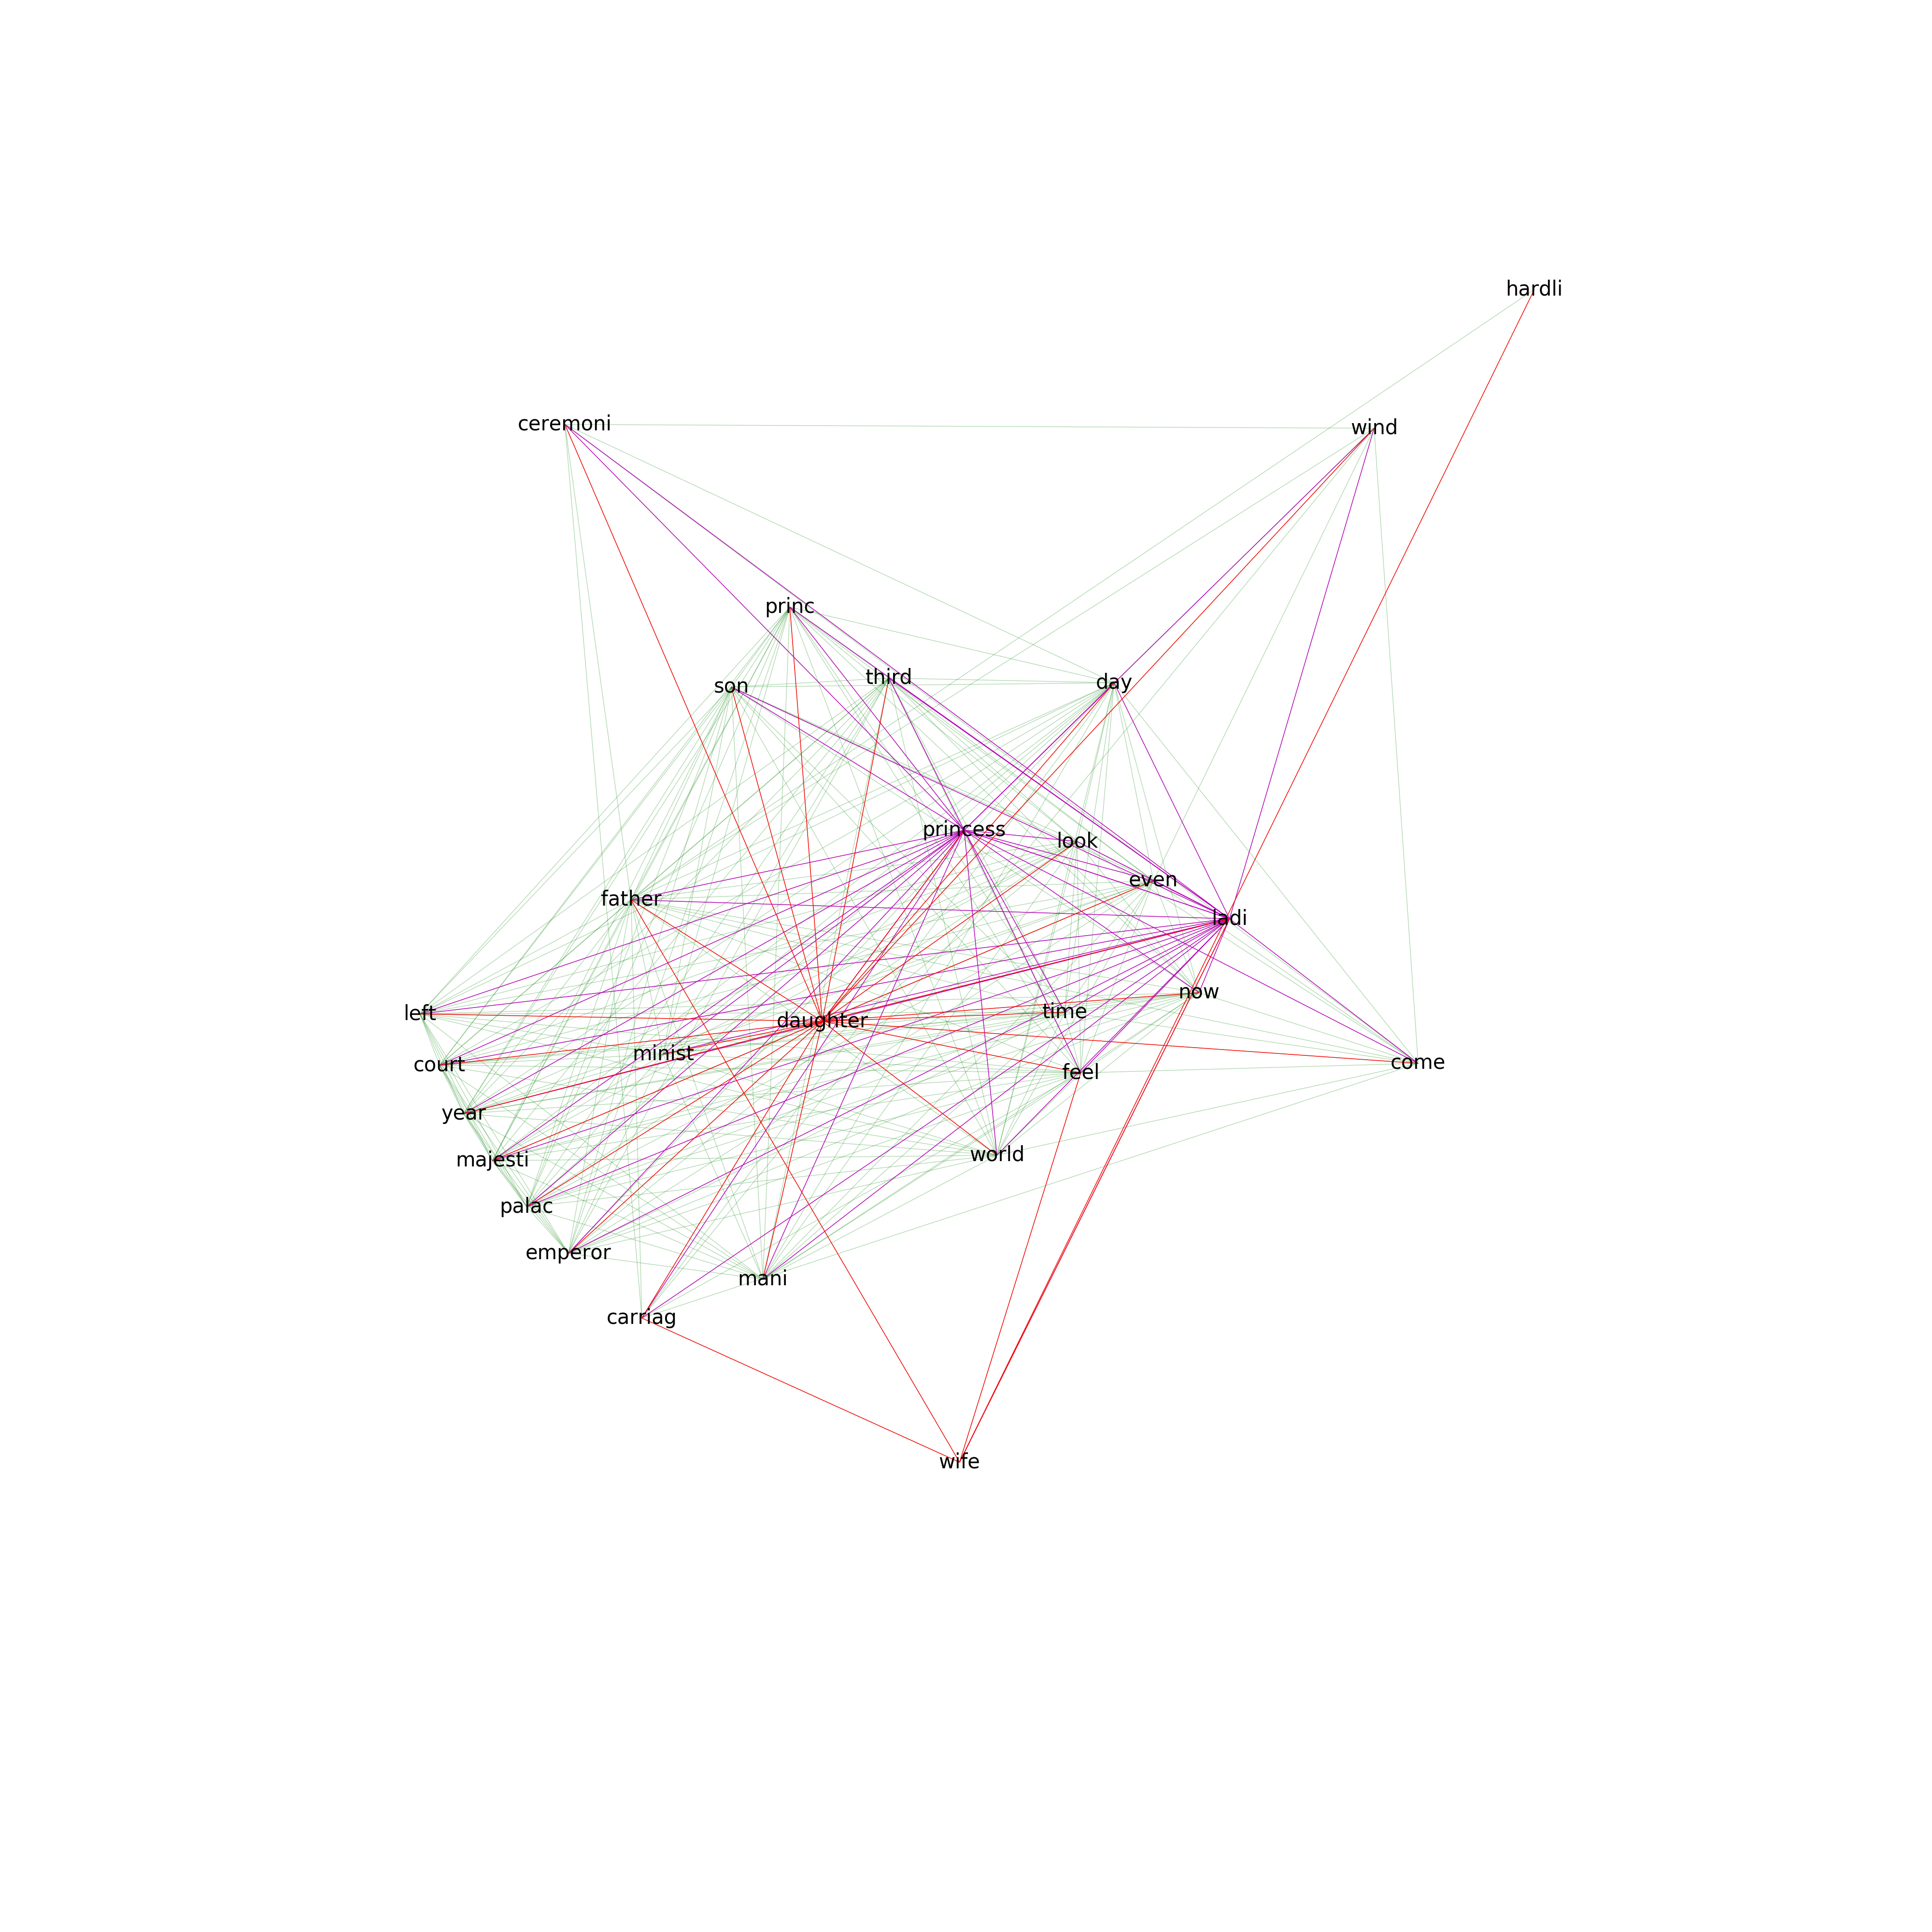 hardli
ceremoni
wind
princ
third
day
son
princess
look
even
father
ladi
now
left
time
daughter
minist
court
come
feel
year
world
majesti
palac
emperor
mani
carriag
wife